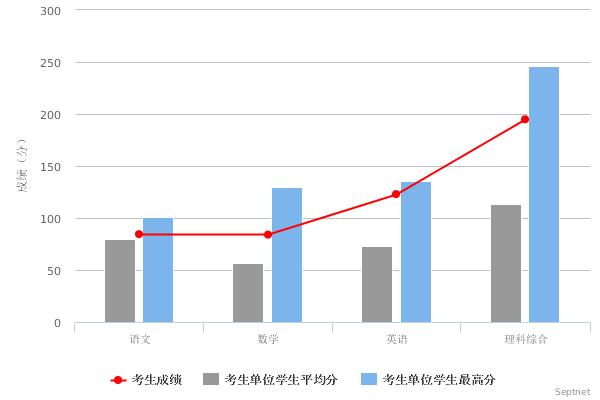 300
250
200
150
100
50
0
成绩（分）
语文
数学
英语
理科综合
考生成绩
考生单位学生平均分
考生单位学生最高分
Septnet